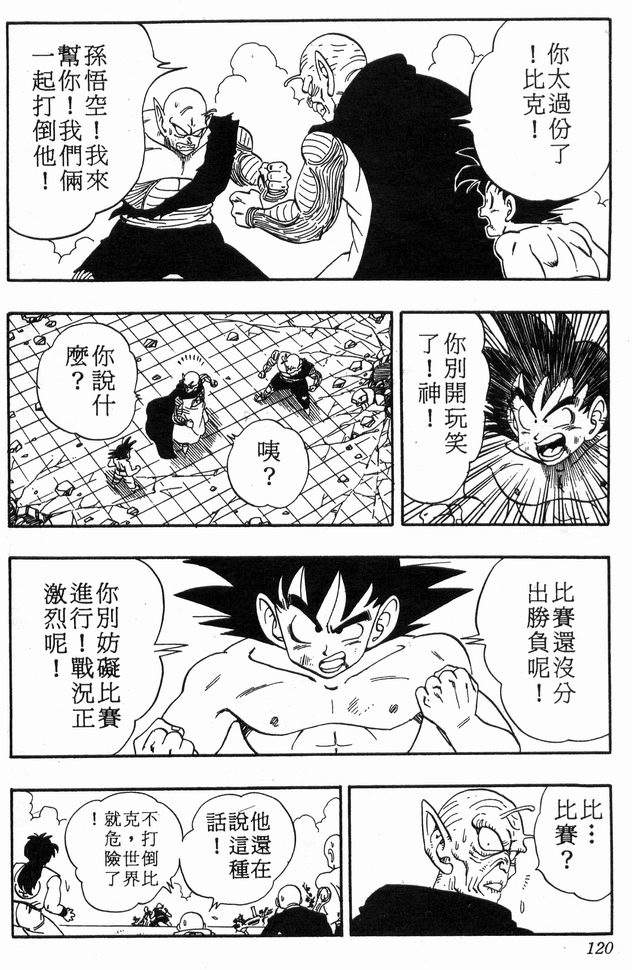 你太過份了
！比克！
孫悟空！我來
幫你！我們倆
一起打倒他！
你別開玩笑
了！神！
咦？
你說什
麼？
比賽還沒分
出勝負呢！
你別妨礙比賽
進行！戰況正
激烈呢！
比…
比賽？
他還在
說這種
話！
不打倒比
克，世界
就危險了
！
120